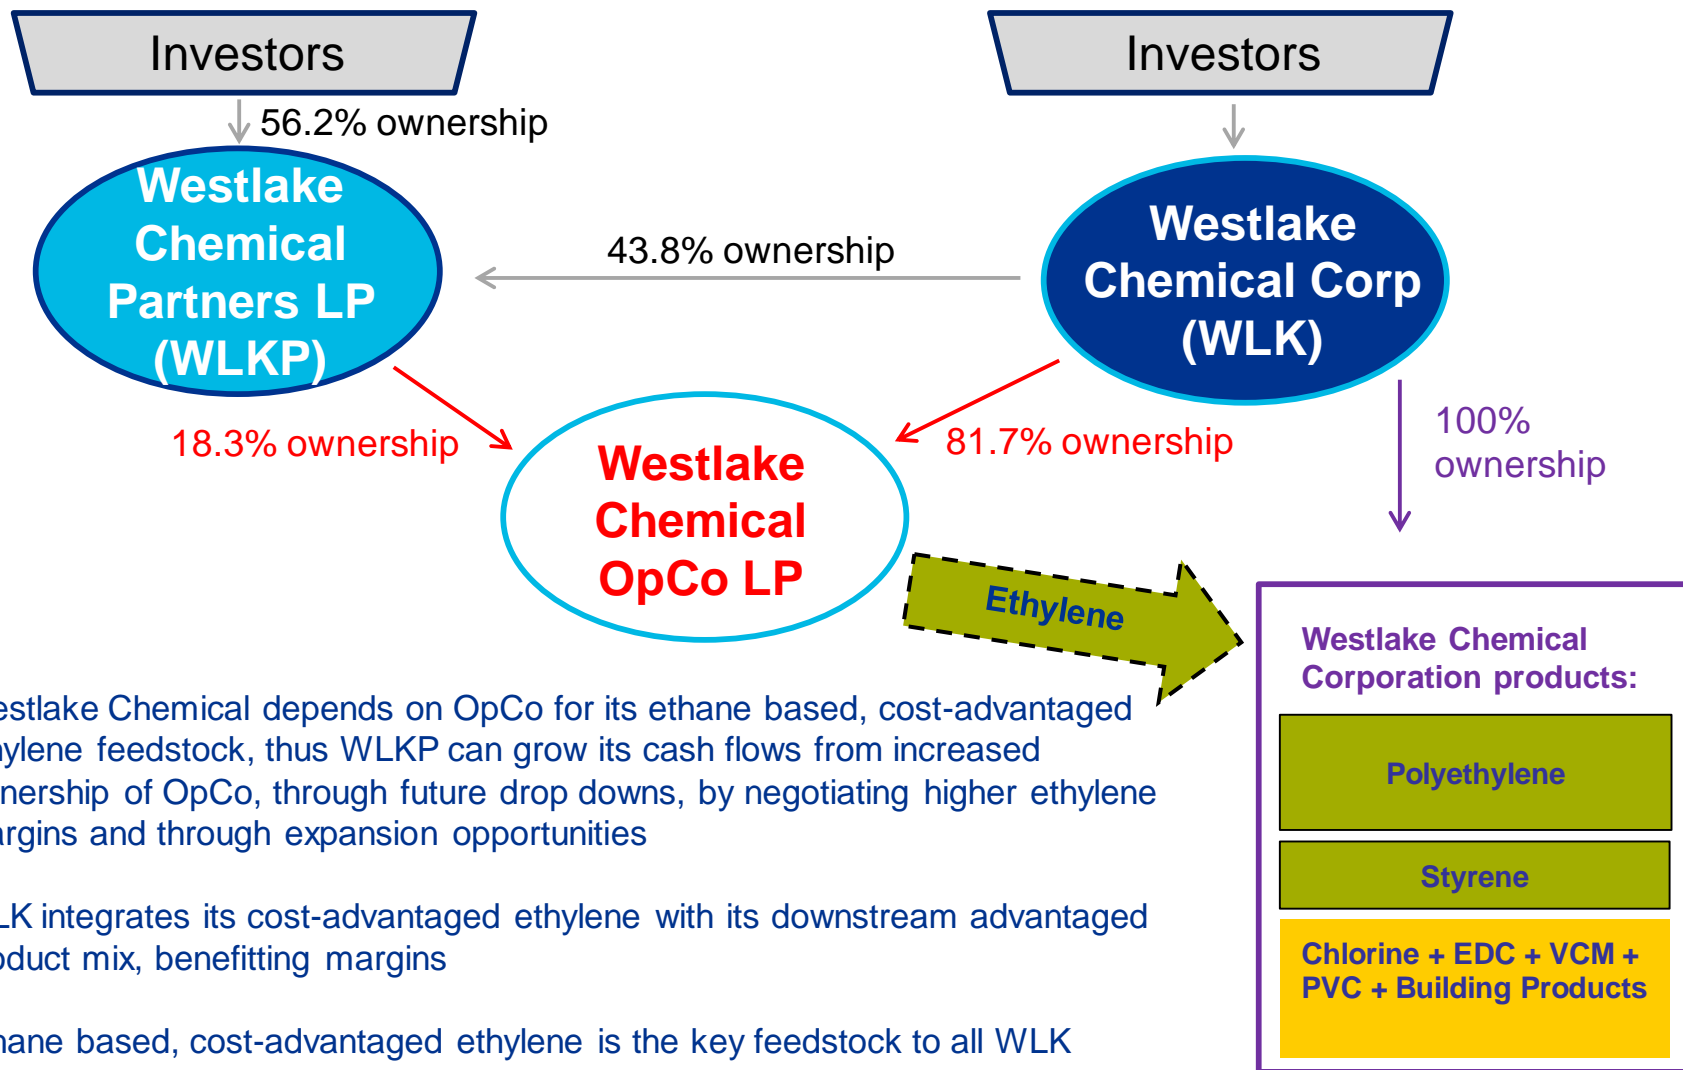 Investors
Investors
56.2% ownership
Westlake
Chemical
Partners LP
(WLKP)
43.8% ownership
Westlake
Chemical Corp
(WLK)
18.3% ownership
81.7% ownership
100%
ownership
Westlake
Chemical
OpCo LP
Ethylene
Westlake Chemical
Corporation products:
Polyethylene
Styrene
Chlorine + EDC + VCM +
PVC + Building Products
estlake Chemical depends on OpCo for its ethane based, cost-advantaged
hylene feedstock, thus WLKP can grow its cash flows from increased
nership of OpCo, through future drop downs, by negotiating higher ethylene
argins and through expansion opportunities
LK integrates its cost-advantaged ethylene with its downstream advantaged
oduct mix, benefitting margins
hane based, cost-advantaged ethylene is the key feedstock to all WLK